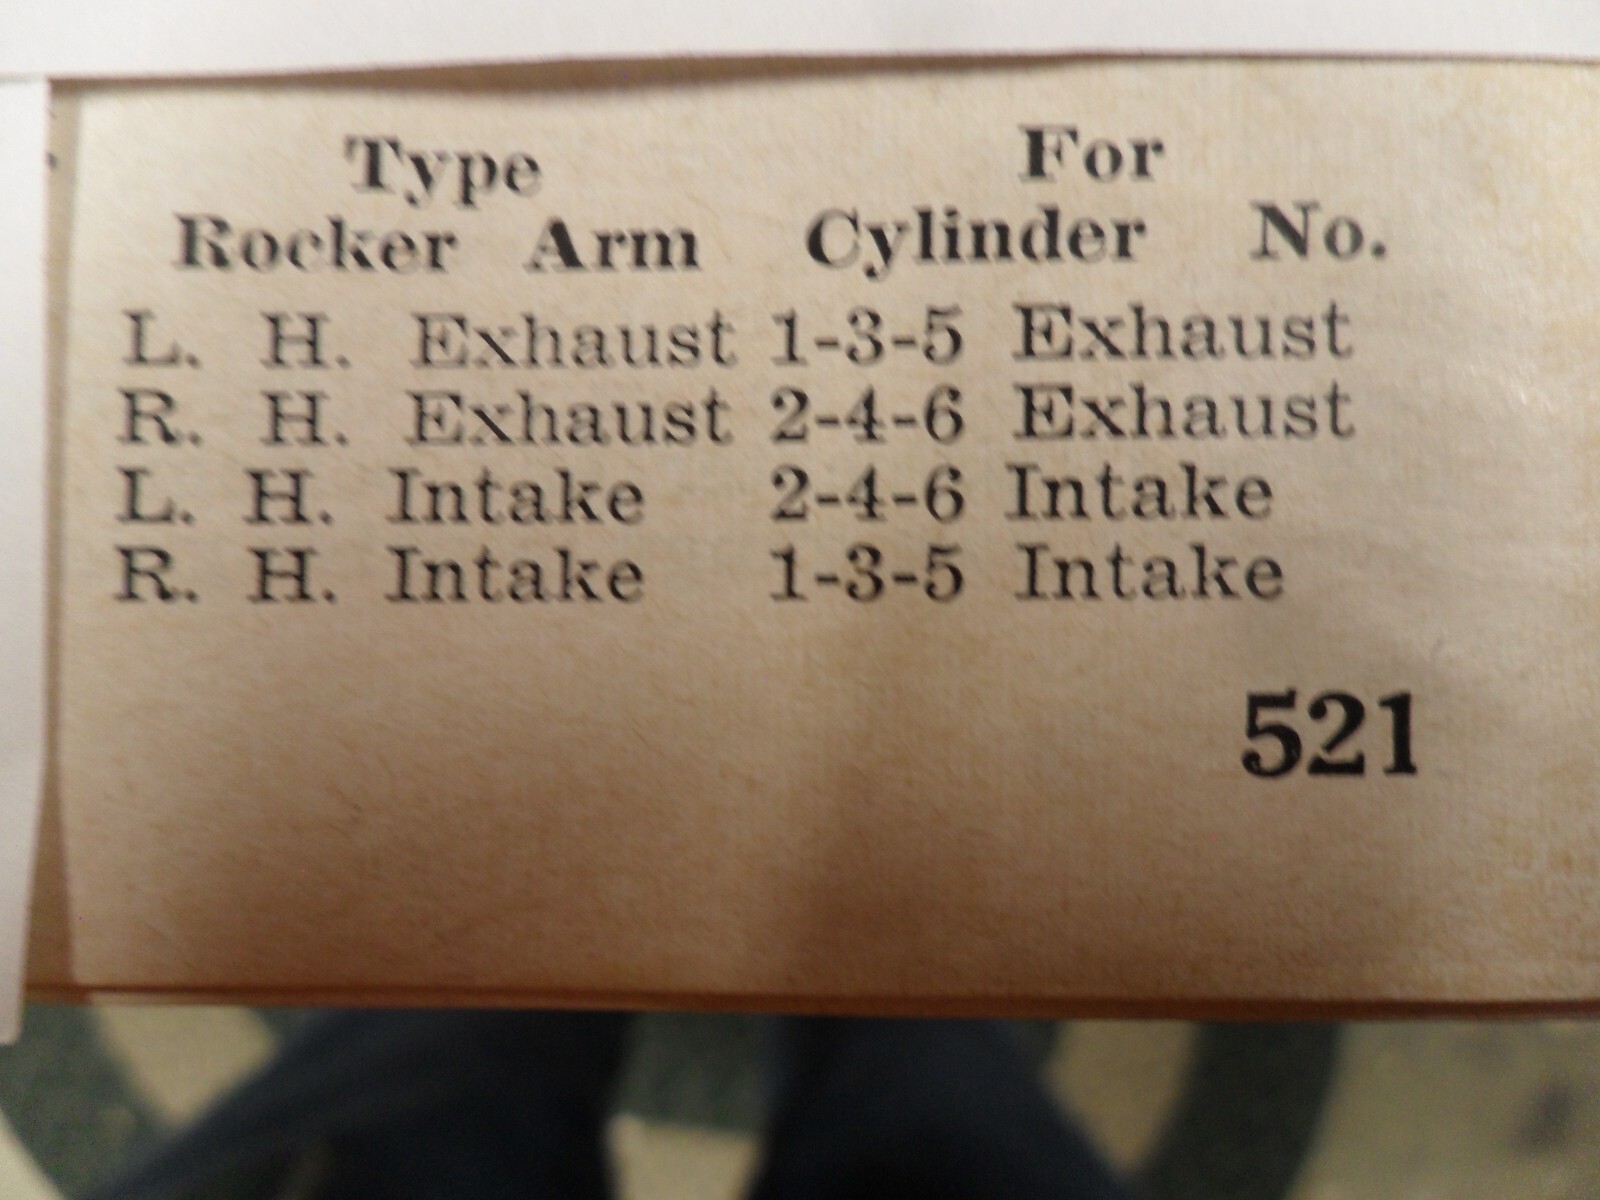 Type For
Rocker Arm Cylinder No.
L. H. Exhaust 1-3-5 Exhaust
R. H. Exhaust 2-4-6 Exhaust
L. H. Intake 2-4-6 Intake
R. H. Intake 1-3-5 Intake
521